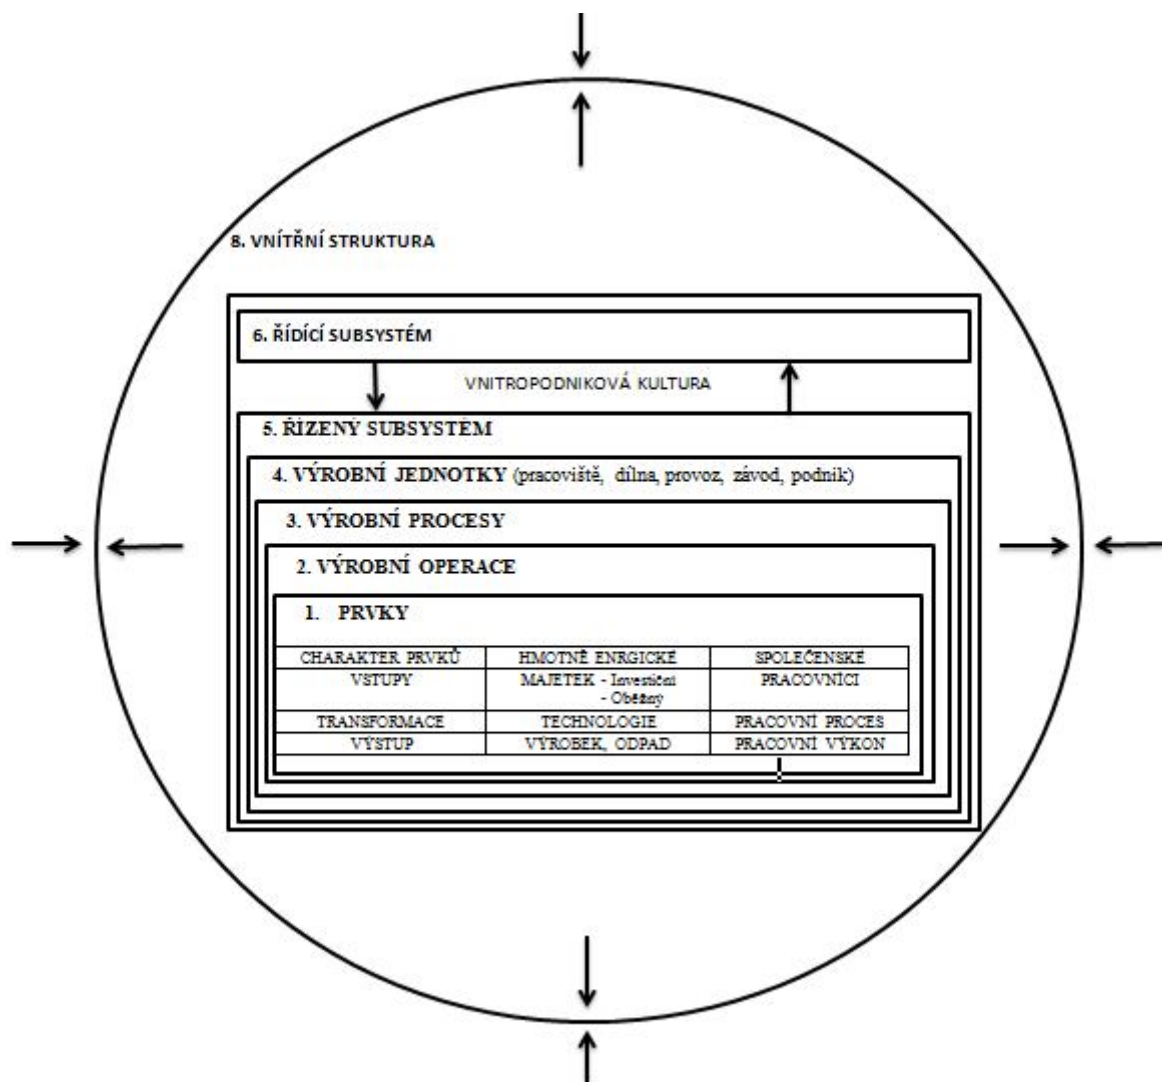 8. VNÍTŘNÍ STRUKTURA
6. ŘÍDÍCÍ SUBSYSTÉM
VNITROPODNIKOVÁ KULTURA
5. ŘÍZENÝ SUBSYSTÉM
4. VÝROBNÍ JEDNOTKY (pracoviště, dílna, provoz, závod, podnik)
3. VÝROBNÍ PROCESY
2. VÝROBNÍ OPERACE
1. PRVKY
CHARAKTER PRVKŮ HMOTNĚ ENRGICKÉ SPOLEČENSKÉ
VSTUPY MAJETEK - Investiční PRACOVNÍCI
- Oběžný
TRANSFORMACE TECHNOLOGIE PRACOVNÍ PROCES
VÝSTUP VÝROBEK, ODPAD PRACOVNÍ VÝKON